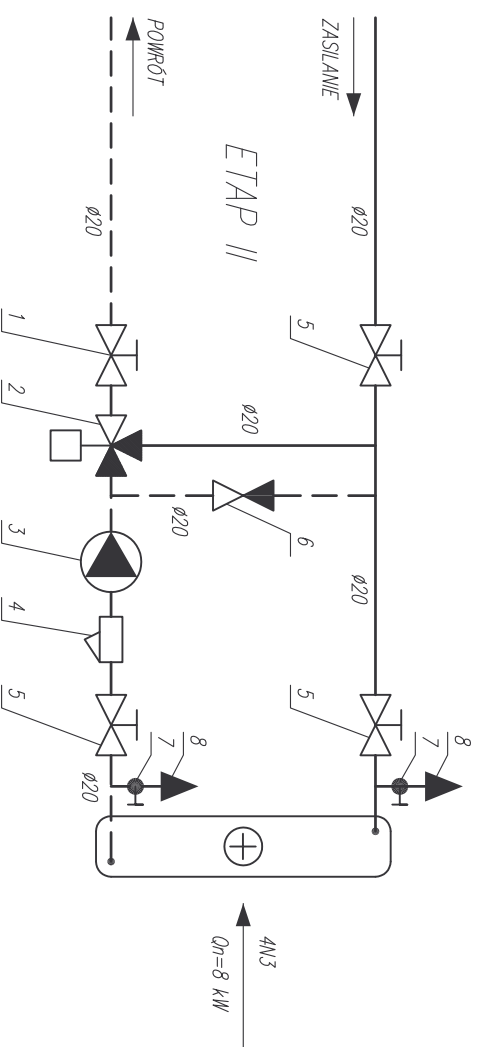 8
7
ø20
ø20
ZASILANIE
5
6
5
4N3
Qn=8 kW
ø20
ETAP II
8
7
ø20
POWRÓT
ø20
ø20
1
2
3
4
5